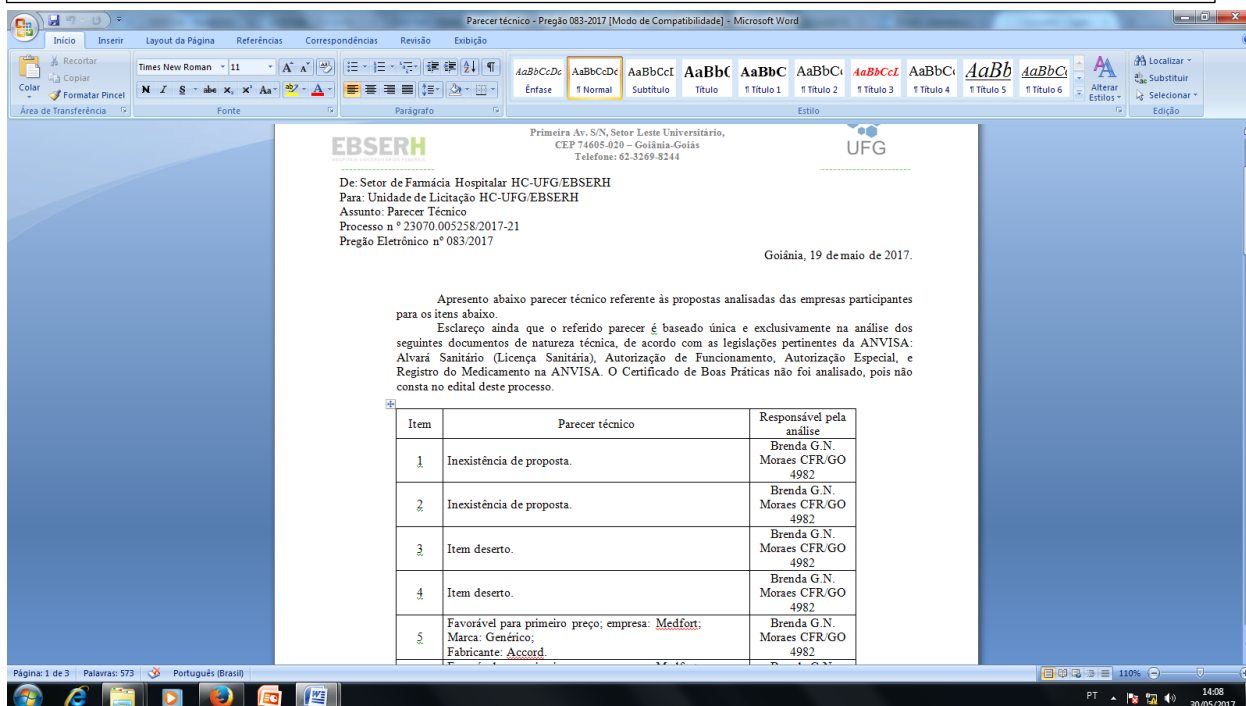 Parecer técnico - Pregão 083-2017 [Modo de Compatibilidade] - Microsoft Word
Início Inserir Layout da Página Referências Correspondências Revisão Exibição
Colar
Recortar
Copiar
Formatar Pincel
Área de Transferência
Times New Roman 11
N I S abc x₂ x² Aa
Fonte
Parágrafo
AaBbCcDc AaBbCcDc AaBbCcI AaBb( AaBbC AaBbC AaBbCcI AaBbC AaBb AaBbC
Ênfase ¶ Normal Subtítulo Título ¶ Título 1 ¶ Título 2 ¶ Título 3 ¶ Título 4 ¶ Título 5 ¶ Título 6
Alterar Estilos
Estilo
Localizar
Substituir
Selecionar
Edição
EBSERH
Primeira Av. S/N, Setor Leste Universitário,
CEP 74605-020 – Goiânia-Goiás
Telefone: 62-3269-8244
UFG
De: Setor de Farmácia Hospitalar HC-UFG/EBSERH
Para: Unidade de Licitação HC-UFG/EBSERH
Assunto: Parecer Técnico
Processo n º 23070.005258/2017-21
Pregão Eletrônico nº 083/2017
Goiânia, 19 de maio de 2017.
Apresento abaixo parecer técnico referente às propostas analisadas das empresas participantes
para os itens abaixo.
Esclareço ainda que o referido parecer é baseado única e exclusivamente na análise dos
seguintes documentos de natureza técnica, de acordo com as legislações pertinentes da ANVISA:
Alvará Sanitário (Licença Sanitária), Autorização de Funcionamento, Autorização Especial, e
Registro do Medicamento na ANVISA. O Certificado de Boas Práticas não foi analisado, pois não
consta no edital deste processo.
Item Parecer técnico Responsável pela
análise
1 Inexistência de proposta. Brenda G.N.
Moraes CFR/GO
4982
2 Inexistência de proposta. Brenda G.N.
Moraes CFR/GO
4982
3 Item deserto. Brenda G.N.
Moraes CFR/GO
4982
4 Item deserto. Brenda G.N.
Moraes CFR/GO
4982
5 Favorável para primeiro preço; empresa: Medfort;
Marca: Genérico;
Fabricante: Accord.
Brenda G.N.
Moraes CFR/GO
4982
Página: 1 de 3 Palavras: 573 Português (Brasil) 110%
PT 14:08
30/05/2017